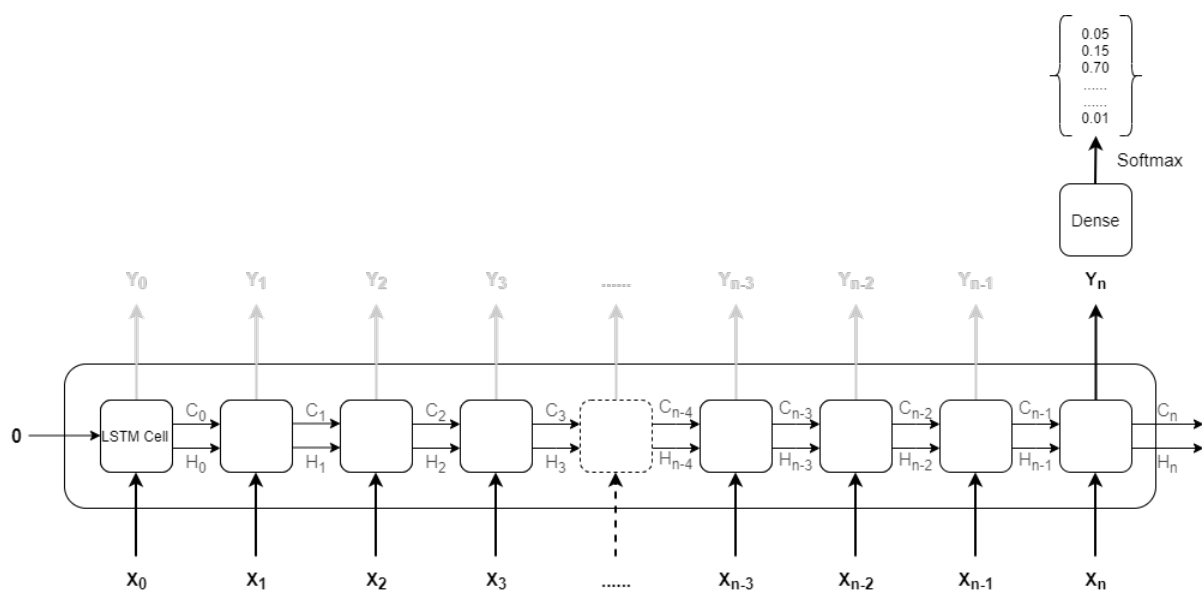 0.05
0.15
0.70
......
......
0.01
Softmax
Dense
Y₀ Y₁ Y₂ Y₃ ...... Yₙ₋₃ Yₙ₋₂ Yₙ₋₁ Yₙ
C₀ C₁ C₂ C₃ Cₙ₋₄ Cₙ₋₃ Cₙ₋₂ Cₙ₋₁ Cₙ
0 LSTM Cell
H₀ H₁ H₂ H₃ Hₙ₋₄ Hₙ₋₃ Hₙ₋₂ Hₙ₋₁ Hₙ
X₀ X₁ X₂ X₃ ...... Xₙ₋₃ Xₙ₋₂ Xₙ₋₁ Xₙ